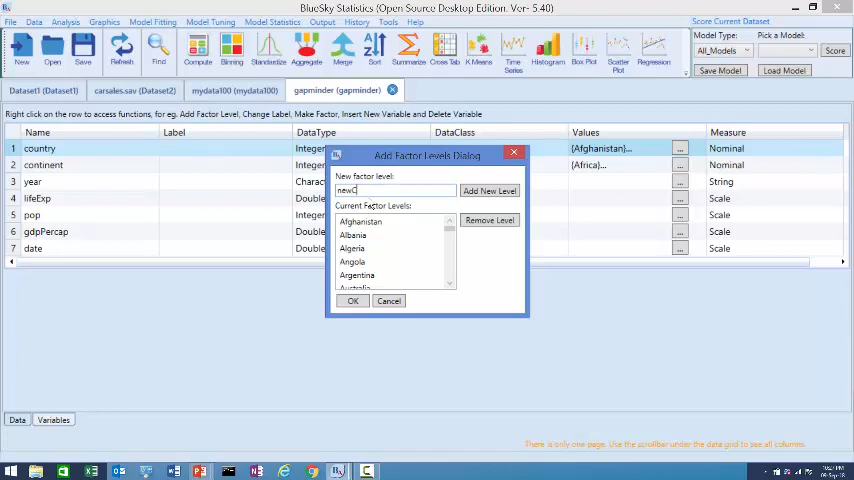 BlueSky Statistics (Open Source Desktop Edition. Ver- 5.40)
File Data Analysis Graphics Model Fitting Model Tuning Model Statistics Output History Tools Help
Score Current Dataset
Model Type: Pick a Model:
All_Models Score
Save Model Load Model
New Open Save Refresh Find Compute Binning Standardize Aggregate Merge Sort Summarize Cross Tab K Means Time Series Histogram Box Plot Scatter Plot Regression
Dataset1 (Dataset1) carsales.sav (Dataset2) mydata100 (mydata100) gapminder (gapminder)
Right click on the row to access functions, for eg. Add Factor Level, Change Label, Make Factor, Insert New Variable and Delete Variable
Name Label DataType DataClass Values Measure
1 country Integer {Afghanistan}... ... Nominal
2 continent Integer {Africa}... ... Nominal
3 year Charac ... String
4 lifeExp Double ... Scale
5 pop Integer ... Scale
6 gdpPercap Double ... Scale
7 date Double ... Scale
Add Factor Levels Dialog
New factor level:
newC Add New Level
Current Factor Levels:
Afghanistan Remove Level
Albania
Algeria
Angola
Argentina
Australia
OK Cancel
Data Variables
There is only one page. Use the scrollbar under the data grid to see all columns.
10:27 PM
09-Sep-18